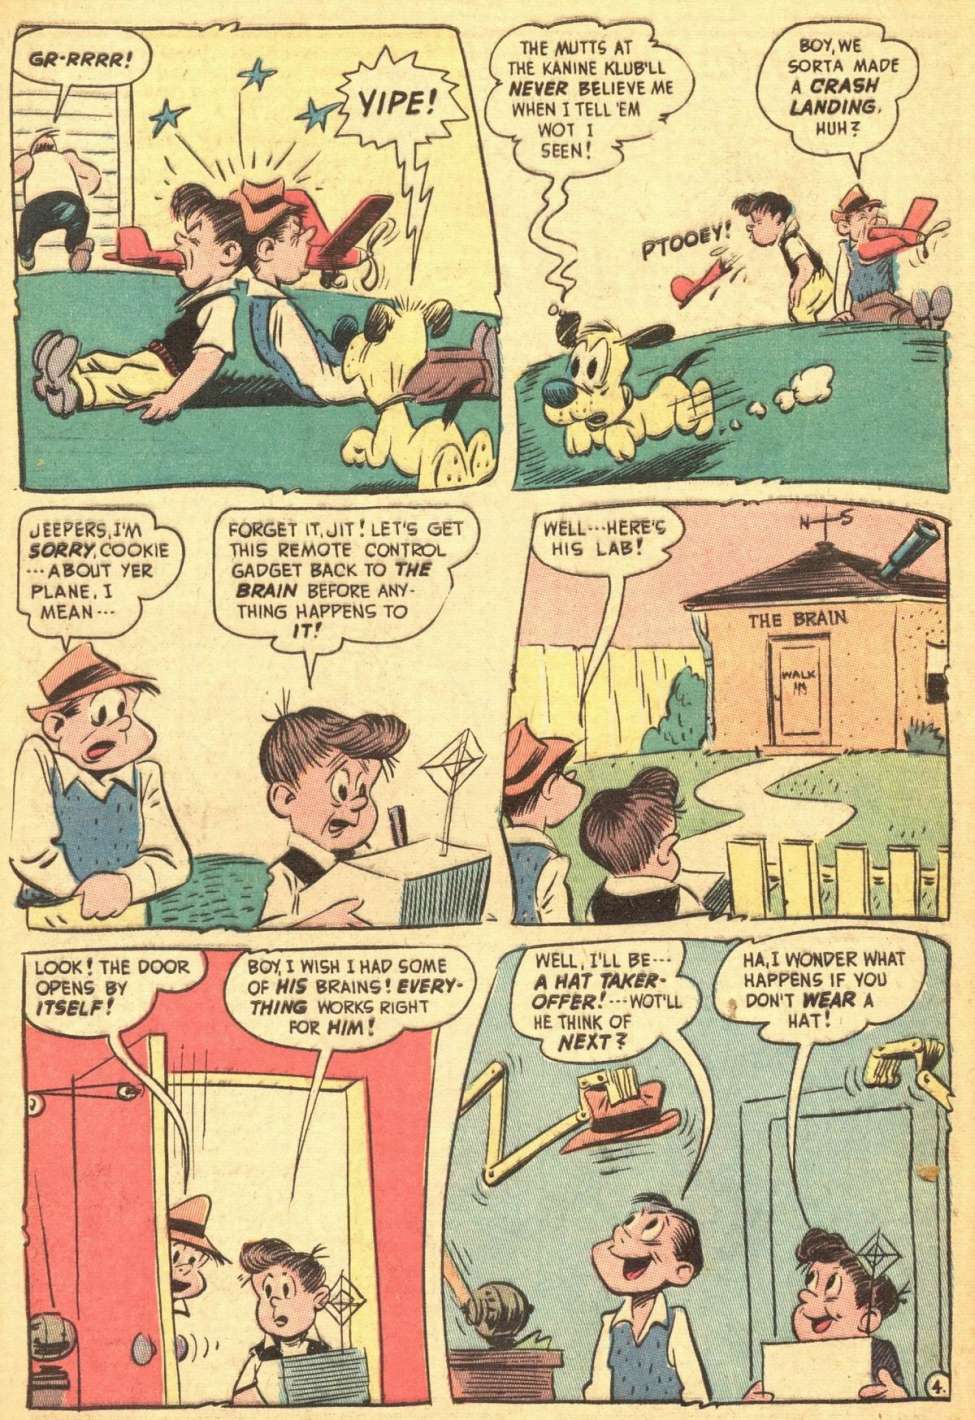 GR-RRRR!
YIPE!
THE MUTTS AT
THE KANINE KLUB'LL
NEVER BELIEVE ME
WHEN I TELL 'EM
WOT I
SEEN!
BOY, WE
SORTA MADE
A CRASH
LANDING,
HUH?
PTOOEY!
JEEPERS, I'M
SORRY, COOKIE
...ABOUT YER
PLANE, I
MEAN...
FORGET IT, JIT! LET'S GET
THIS REMOTE CONTROL
GADGET BACK TO THE
BRAIN BEFORE ANY-
THING HAPPENS TO
IT!
WELL...HERE'S
HIS LAB!
N S
THE BRAIN
WALK
IN
LOOK! THE DOOR
OPENS BY
ITSELF!
BOY, I WISH I HAD SOME
OF HIS BRAINS! EVERY-
THING WORKS RIGHT
FOR HIM!
WELL, I'LL BE...
A HAT TAKER-
OFFER!...WOT'LL
HE THINK OF
NEXT?
HA, I WONDER WHAT
HAPPENS IF YOU
DON'T WEAR A
HAT!
4.